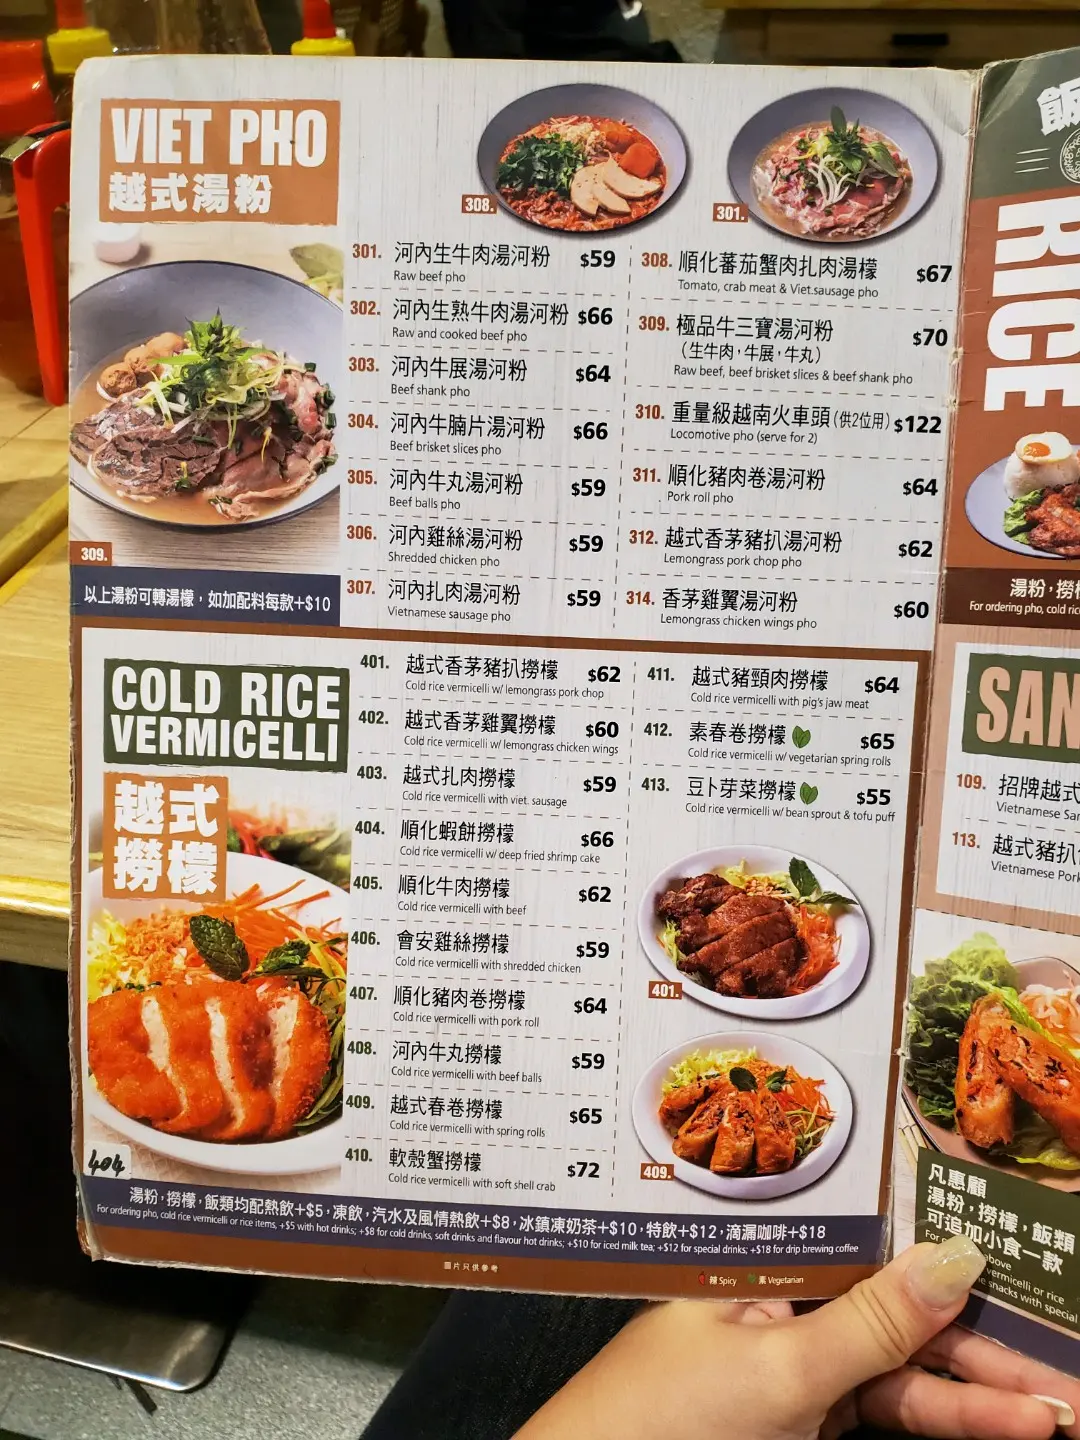 VIET PHO
越式湯粉
308.
301.
309.
以上湯粉可轉湯檬，如加配料每款+$10
301. 河內生牛肉湯河粉 $59
Raw beef pho
302. 河內生熟牛肉湯河粉 $66
Raw and cooked beef pho
303. 河內牛展湯河粉 $64
Beef shank pho
304. 河內牛腩片湯河粉 $66
Beef brisket slices pho
305. 河內牛丸湯河粉 $59
Beef balls pho
306. 河內雞絲湯河粉 $59
Shredded chicken pho
307. 河內扎肉湯河粉 $59
Vietnamese sausage pho
308. 順化蕃茄蟹肉扎肉湯檬 $67
Tomato, crab meat & Viet.sausage pho
309. 極品牛三寶湯河粉 $70
（生牛肉，牛展，牛丸）
Raw beef, beef brisket slices & beef shank pho
310. 重量級越南火車頭(供2位用) $122
Locomotive pho (serve for 2)
311. 順化豬肉卷湯河粉 $64
Pork roll pho
312. 越式香茅豬扒湯河粉 $62
Lemongrass pork chop pho
314. 香茅雞翼湯河粉 $60
Lemongrass chicken wings pho
COLD RICE
VERMICELLI
越式
撈檬
404
401. 越式香茅豬扒撈檬 $62
Cold rice vermicelli w/ lemongrass pork chop
402. 越式香茅雞翼撈檬 $60
Cold rice vermicelli w/ lemongrass chicken wings
403. 越式扎肉撈檬 $59
Cold rice vermicelli with viet. sausage
404. 順化蝦餅撈檬 $66
Cold rice vermicelli w/ deep fried shrimp cake
405. 順化牛肉撈檬 $62
Cold rice vermicelli with beef
406. 會安雞絲撈檬 $59
Cold rice vermicelli with shredded chicken
407. 順化豬肉卷撈檬 $64
Cold rice vermicelli with pork roll
408. 河內牛丸撈檬 $59
Cold rice vermicelli with beef balls
409. 越式春卷撈檬 $65
Cold rice vermicelli with spring rolls
410. 軟殼蟹撈檬 $72
Cold rice vermicelli with soft shell crab
411. 越式豬頸肉撈檬 $64
Cold rice vermicelli with pig's jaw meat
412. 素春卷撈檬 $65
Cold rice vermicelli w/ vegetarian spring rolls
413. 豆卜芽菜撈檬 $55
Cold rice vermicelli w/ bean sprout & tofu puff
401.
409.
湯粉，撈檬，飯類均配熱飲+$5，凍飲，汽水及風情熱飲+$8，冰鎮凍奶茶+$10，特飲+$12，滴漏咖啡+$18
For ordering pho, cold rice vermicelli or rice items, +$5 with hot drinks; +$8 for cold drinks, soft drinks and flavour hot drinks; +$10 for iced milk tea; +$12 for special drinks; +$18 for drip brewing coffee
圖片只供參考
辣 Spicy
素 Vegetarian
飯
RICE
湯粉，撈
For ordering pho, cold ric
SAN
109. 招牌越式
Vietnamese Sa
113. 越式豬扒
Vietnamese Pork
凡惠顧
湯粉，撈檬，飯類
可追加小食一款
above
vermicelli or rice
snacks with special